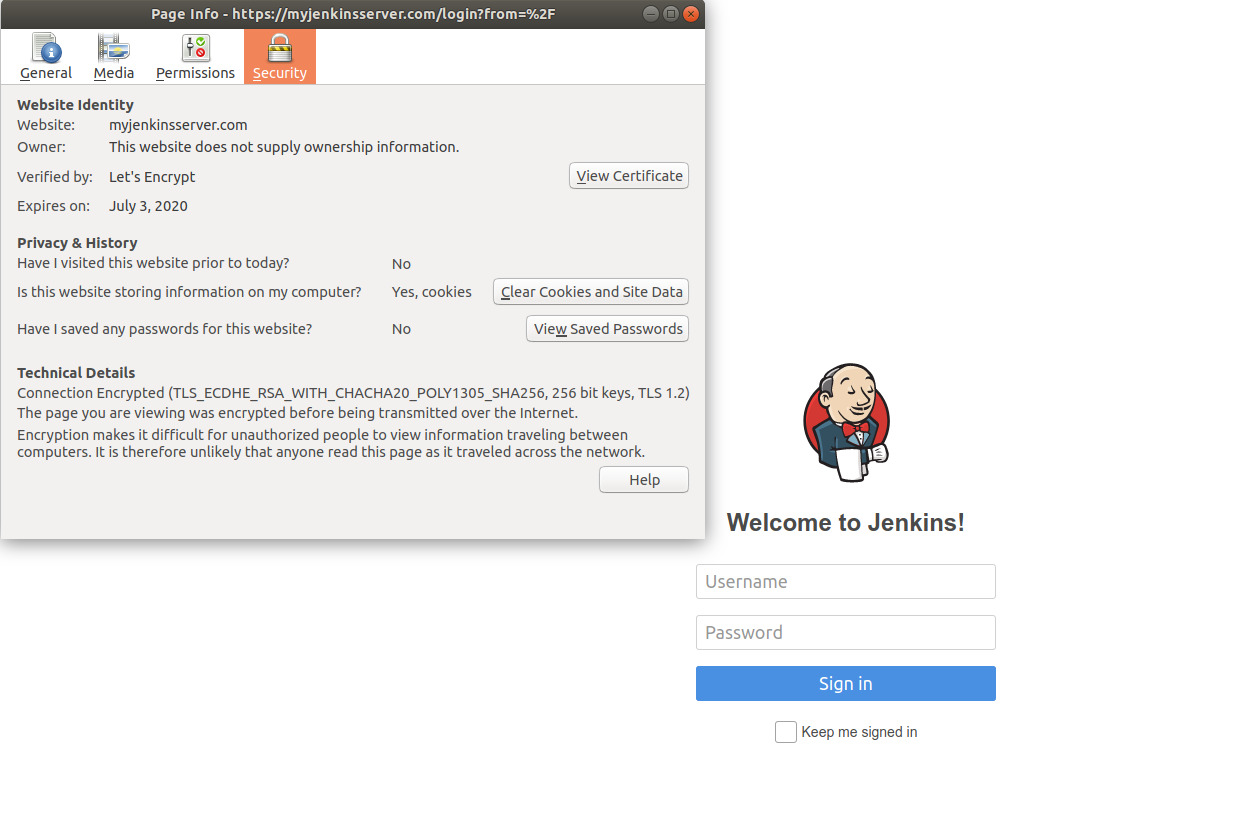 Page Info - https://myjenkinsserver.com/login?from=%2F
General Media Permissions Security
Website Identity
Website: myjenkinsserver.com
Owner: This website does not supply ownership information.
Verified by: Let's Encrypt View Certificate
Expires on: July 3, 2020
Privacy & History
Have I visited this website prior to today? No
Is this website storing information on my computer? Yes, cookies Clear Cookies and Site Data
Have I saved any passwords for this website? No View Saved Passwords
Technical Details
Connection Encrypted (TLS_ECDHE_RSA_WITH_CHACHA20_POLY1305_SHA256, 256 bit keys, TLS 1.2)
The page you are viewing was encrypted before being transmitted over the Internet.
Encryption makes it difficult for unauthorized people to view information traveling between
computers. It is therefore unlikely that anyone read this page as it traveled across the network.
Help
Welcome to Jenkins!
Username
Password
Sign in
Keep me signed in